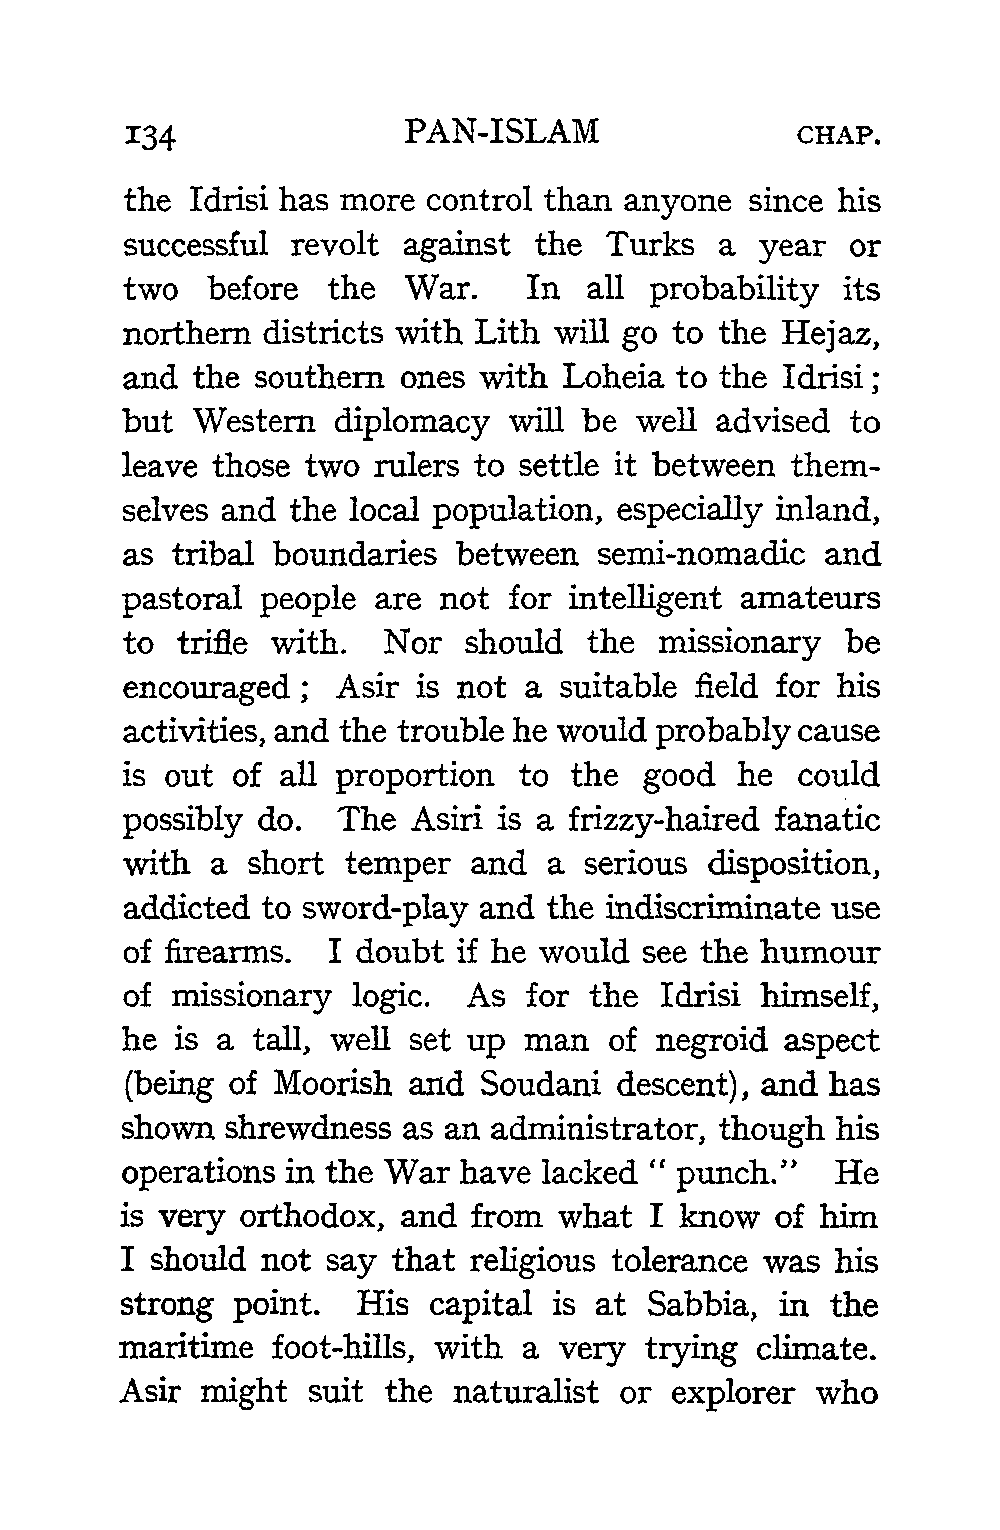 134 PAN-ISLAM CHAP.
the Idrisi has more control than anyone since his
successful revolt against the Turks a year or
two before the War. In all probability its
northern districts with Lith will go to the Hejaz,
and the southern ones with Loheia to the Idrisi ;
but Western diplomacy will be well advised to
leave those two rulers to settle it between them-
selves and the local population, especially inland,
as tribal boundaries between semi-nomadic and
pastoral people are not for intelligent amateurs
to trifle with. Nor should the missionary be
encouraged ; Asir is not a suitable field for his
activities, and the trouble he would probably cause
is out of all proportion to the good he could
possibly do. The Asiri is a frizzy-haired fanatic
with a short temper and a serious disposition,
addicted to sword-play and the indiscriminate use
of firearms. I doubt if he would see the humour
of missionary logic. As for the Idrisi himself,
he is a tall, well set up man of negroid aspect
(being of Moorish and Soudani descent), and has
shown shrewdness as an administrator, though his
operations in the War have lacked " punch." He
is very orthodox, and from what I know of him
I should not say that religious tolerance was his
strong point. His capital is at Sabbia, in the
maritime foot-hills, with a very trying climate.
Asir might suit the naturalist or explorer who